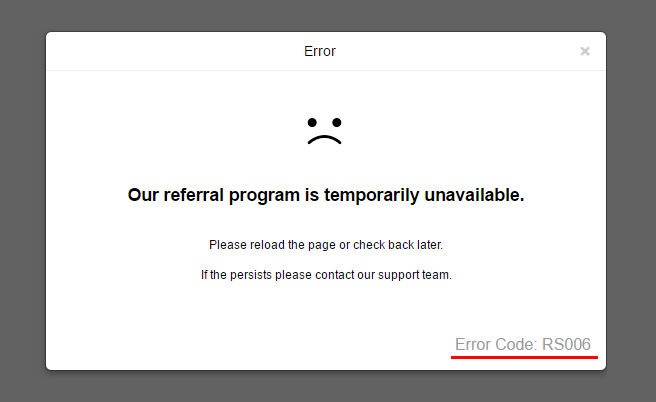 Error
×
Our referral program is temporarily unavailable.
Please reload the page or check back later.
If the persists please contact our support team.
Error Code: RS006